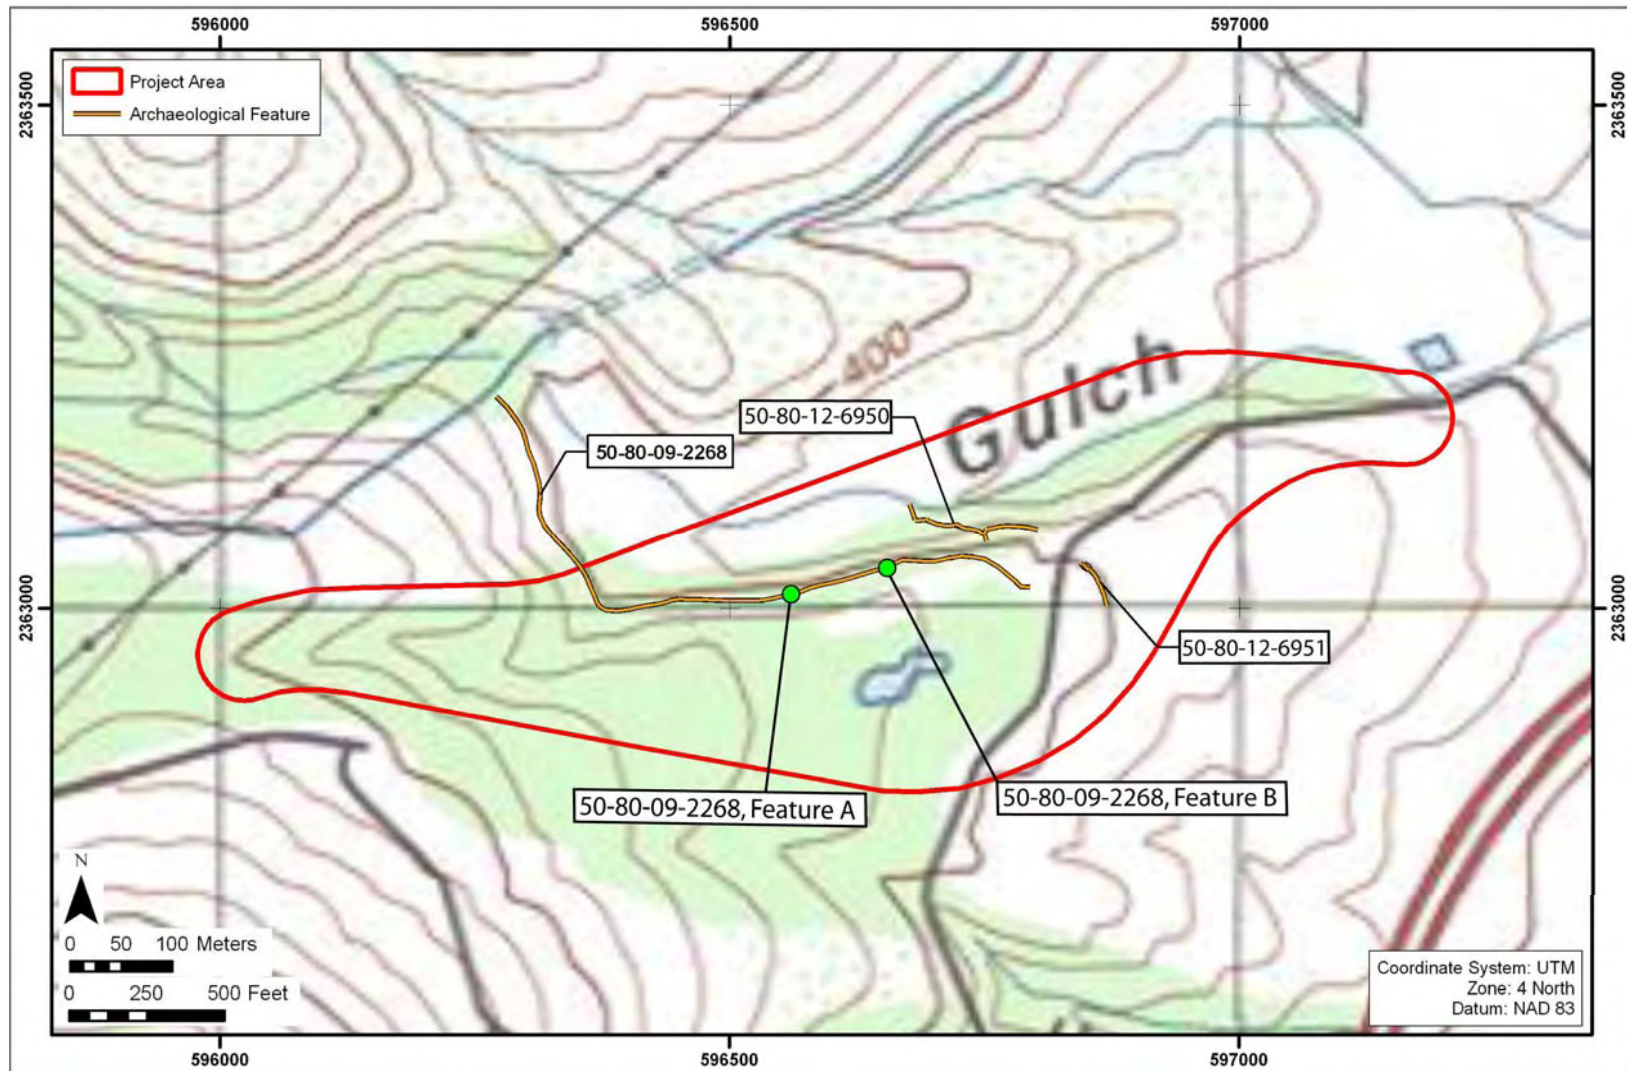 596000
596500
597000
2363500
2363500
Project Area
Archaeological Feature
400
Gulch
50-80-12-6950
50-80-09-2268
2363000
2363000
50-80-12-6951
50-80-09-2268, Feature A
50-80-09-2268, Feature B
N
0 50 100 Meters
0 250 500 Feet
Coordinate System: UTM
Zone: 4 North
Datum: NAD 83
596000
596500
597000